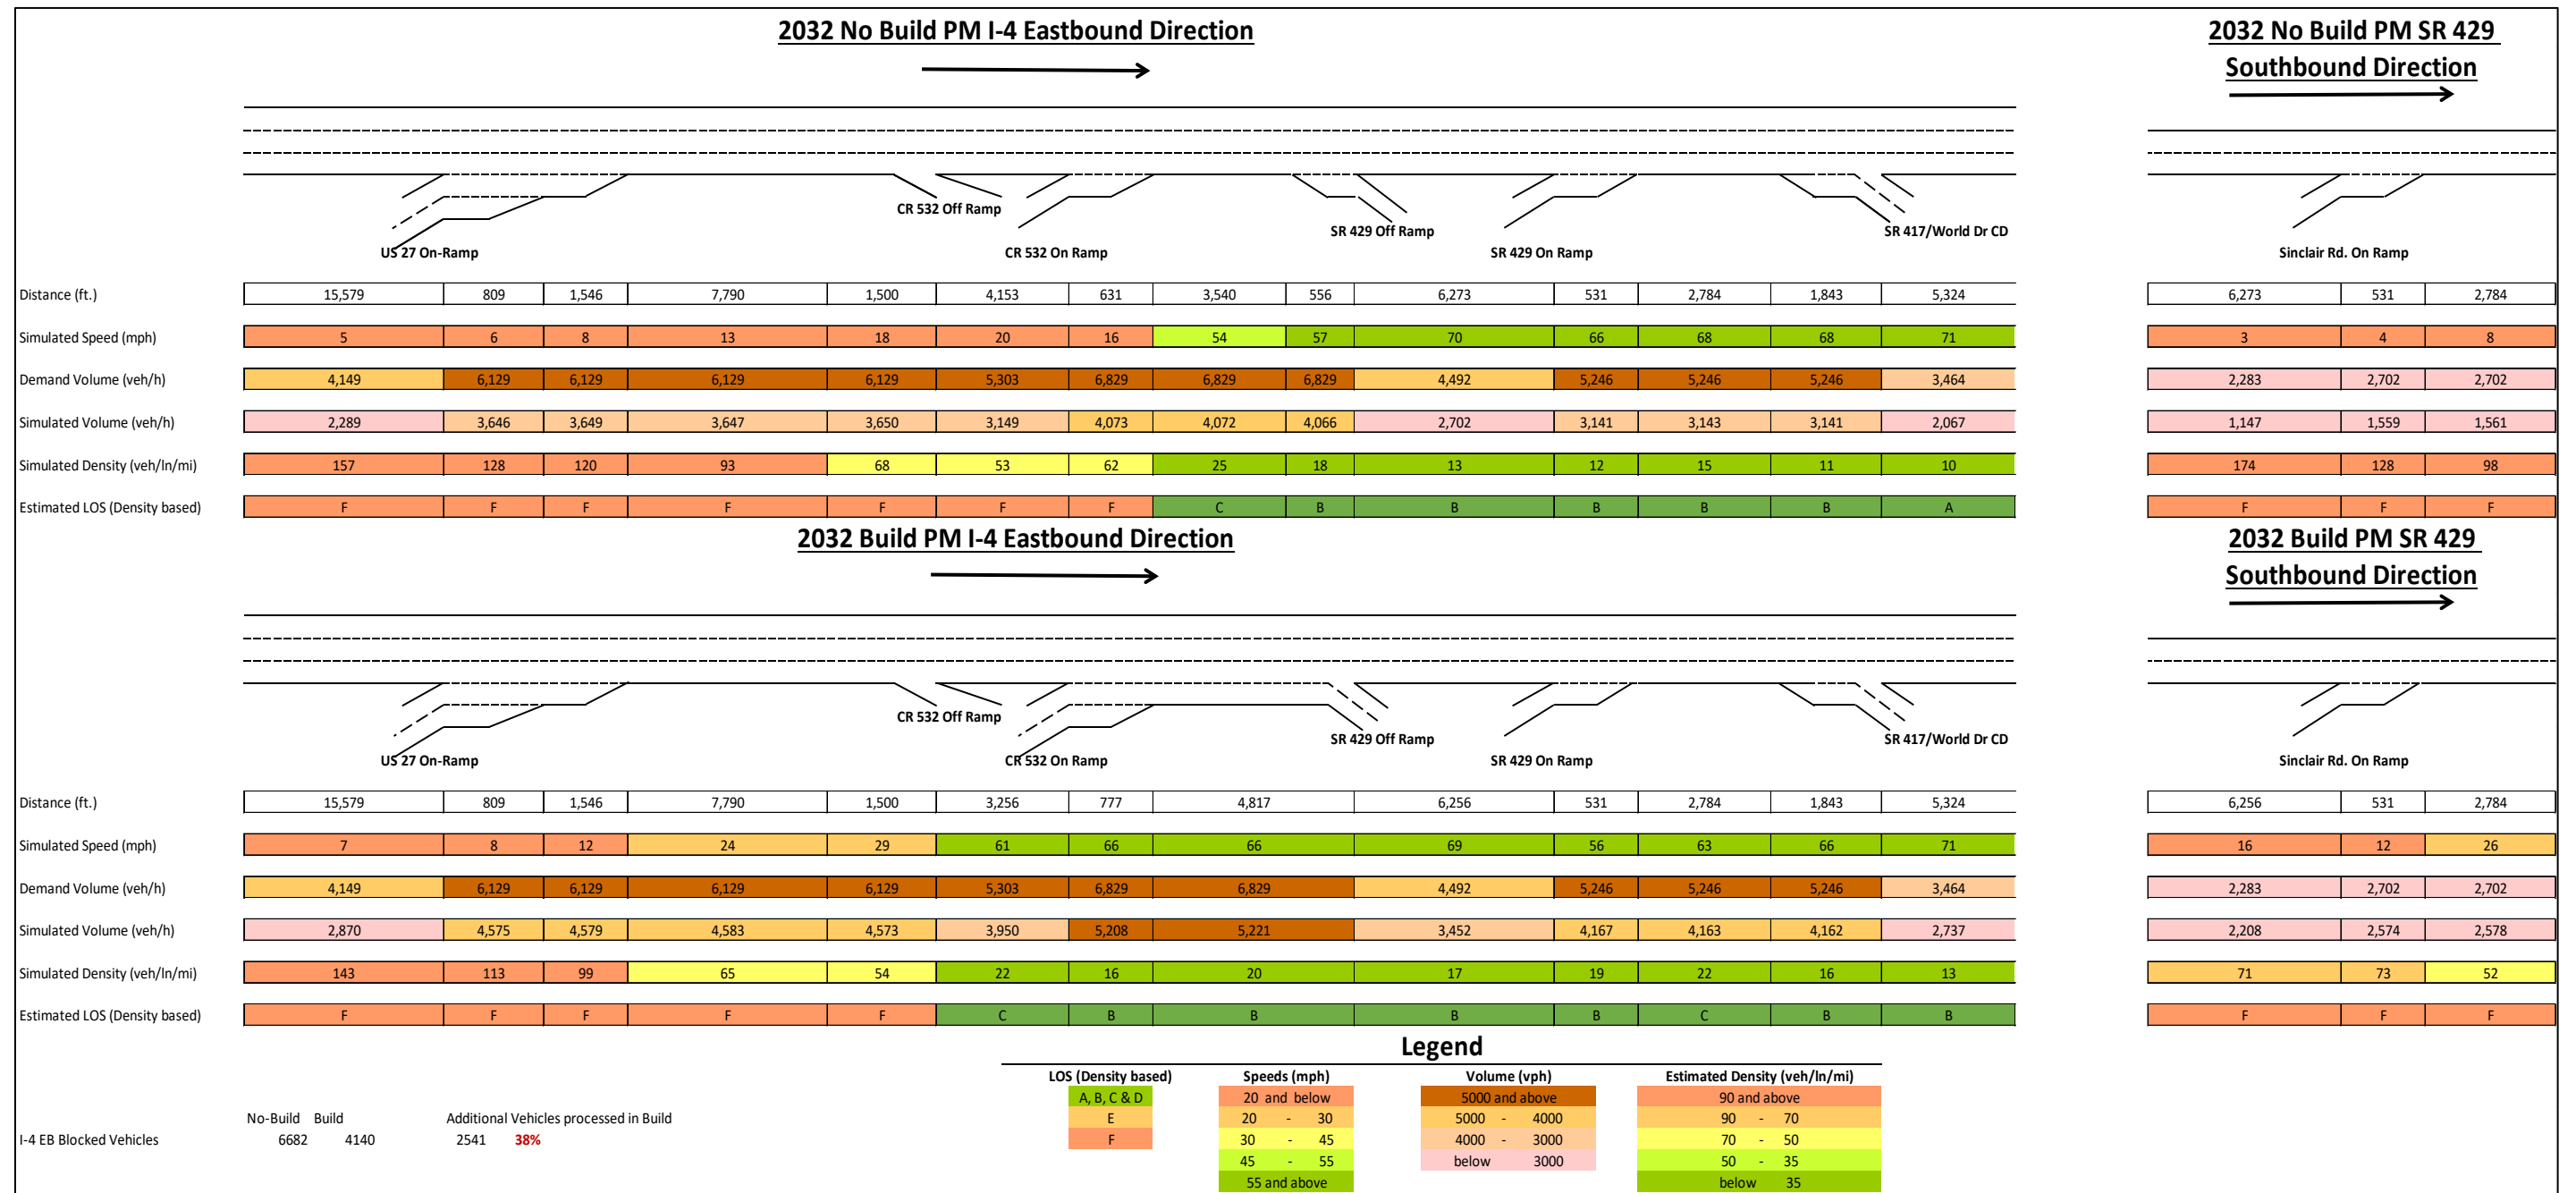 2032 No Build PM I-4 Eastbound Direction
2032 No Build PM SR 429
Southbound Direction
CR 532 Off Ramp
US 27 On-Ramp
CR 532 On Ramp
SR 429 Off Ramp
SR 429 On Ramp
SR 417/World Dr CD
Sinclair Rd. On Ramp
Distance (ft.) 15,579 809 1,546 7,790 1,500 4,153 631 3,540 556 6,273 531 2,784 1,843 5,324 6,273 531 2,784
Simulated Speed (mph) 5 6 8 13 18 20 16 54 57 70 66 68 68 71 3 4 8
Demand Volume (veh/h) 4,149 6,129 6,129 6,129 6,129 5,303 6,829 6,829 6,829 4,492 5,246 5,246 5,246 3,464 2,283 2,702 2,702
Simulated Volume (veh/h) 2,289 3,646 3,649 3,647 3,650 3,149 4,073 4,072 4,066 2,702 3,141 3,143 3,141 2,067 1,147 1,559 1,561
Simulated Density (veh/ln/mi) 157 128 120 93 68 53 62 25 18 13 12 15 11 10 174 128 98
Estimated LOS (Density based) F F F F F F F C B B B B B A F F F
2032 Build PM I-4 Eastbound Direction
2032 Build PM SR 429
Southbound Direction
CR 532 Off Ramp
US 27 On-Ramp
CR 532 On Ramp
SR 429 Off Ramp
SR 429 On Ramp
SR 417/World Dr CD
Sinclair Rd. On Ramp
Distance (ft.) 15,579 809 1,546 7,790 1,500 3,256 777 4,817 6,256 531 2,784 1,843 5,324 6,256 531 2,784
Simulated Speed (mph) 7 8 12 24 29 61 66 66 69 56 63 66 71 16 12 26
Demand Volume (veh/h) 4,149 6,129 6,129 6,129 6,129 5,303 6,829 6,829 4,492 5,246 5,246 5,246 3,464 2,283 2,702 2,702
Simulated Volume (veh/h) 2,870 4,575 4,579 4,583 4,573 3,950 5,208 5,221 3,452 4,167 4,163 4,162 2,737 2,208 2,574 2,578
Simulated Density (veh/ln/mi) 143 113 99 65 54 22 16 20 17 19 22 16 13 71 73 52
Estimated LOS (Density based) F F F F F C B B B B C B B F F F
Legend
LOS (Density based) Speeds (mph) Volume (vph) Estimated Density (veh/ln/mi)
A, B, C & D 20 and below 5000 and above 90 and above
E 20 - 30 5000 - 4000 90 - 70
F 30 - 45 4000 - 3000 70 - 50
45 - 55 below 3000 50 - 35
55 and above below 35
No-Build Build Additional Vehicles processed in Build
I-4 EB Blocked Vehicles 6682 4140 2541 38%